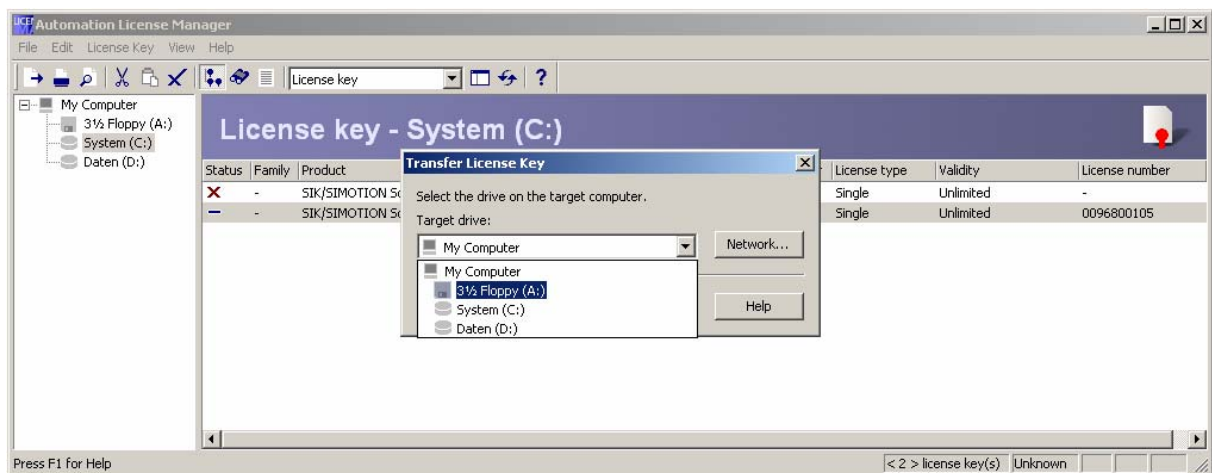 Automation License Manager
File Edit License Key View Help
License key
My Computer
3½ Floppy (A:)
System (C:)
Daten (D:)
License key - System (C:)
Status Family Product License type Validity License number
- SIK/SIMOTION Single Unlimited -
- SIK/SIMOTION Single Unlimited 0096800105
Transfer License Key
Select the drive on the target computer.
Target drive:
My Computer Network...
My Computer
3½ Floppy (A:)
System (C:) Help
Daten (D:)
Press F1 for Help < 2 > license key(s) Unknown